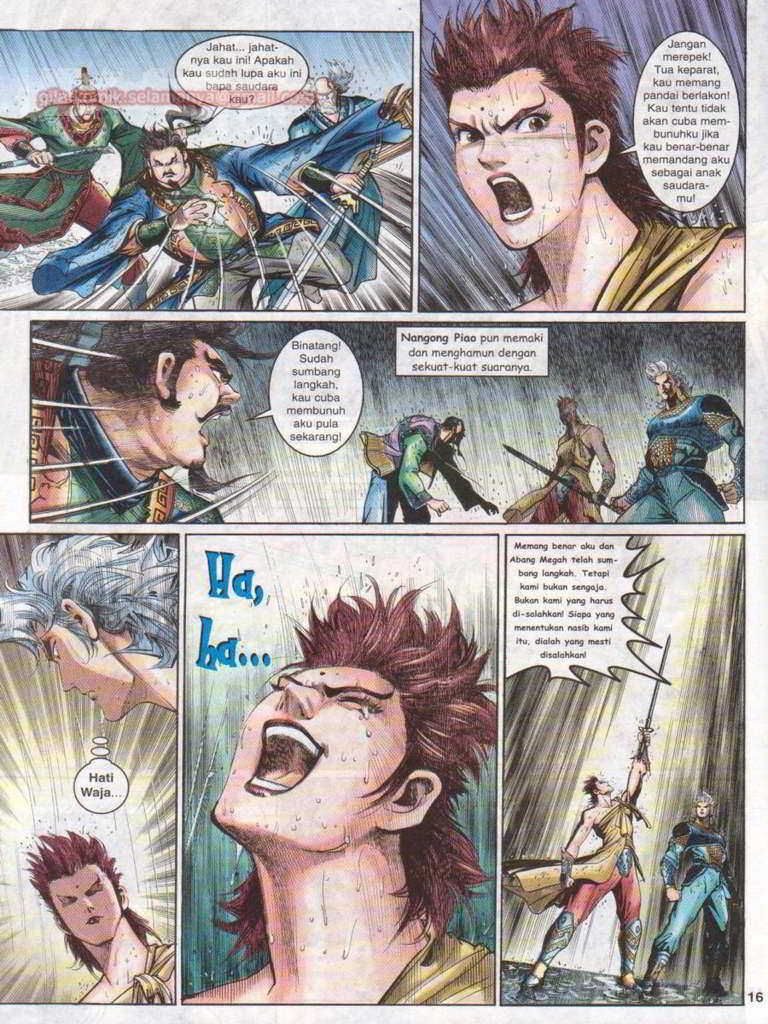 Jahat... jahat-
nya kau ini! Apakah
kau sudah lupa aku ini
bapa saudara
kau?
Jangan
merepek!
Tua keparat,
kau memang
pandai berlakon!
Kau tentu tidak
akan cuba mem-
bunuhku jika
kau benar-benar
memandang aku
sebagai anak
saudara-
mu!
Binatang!
Sudah
sumbang
langkah,
kau cuba
membunuh
aku pula
sekarang!
Nangong Piao pun memaki
dan menghamun dengan
sekuat-kuat suaranya.
Hati
Waja...
Ha,
ha...
Memang benar aku dan
Abang Megah telah sum-
bang langkah. Tetapi
kami bukan sengaja.
Bukan kami yang harus
di-salahkan! Siapa yang
menentukan nasib kami
itu, dialah yang mesti
disalahkan!
16